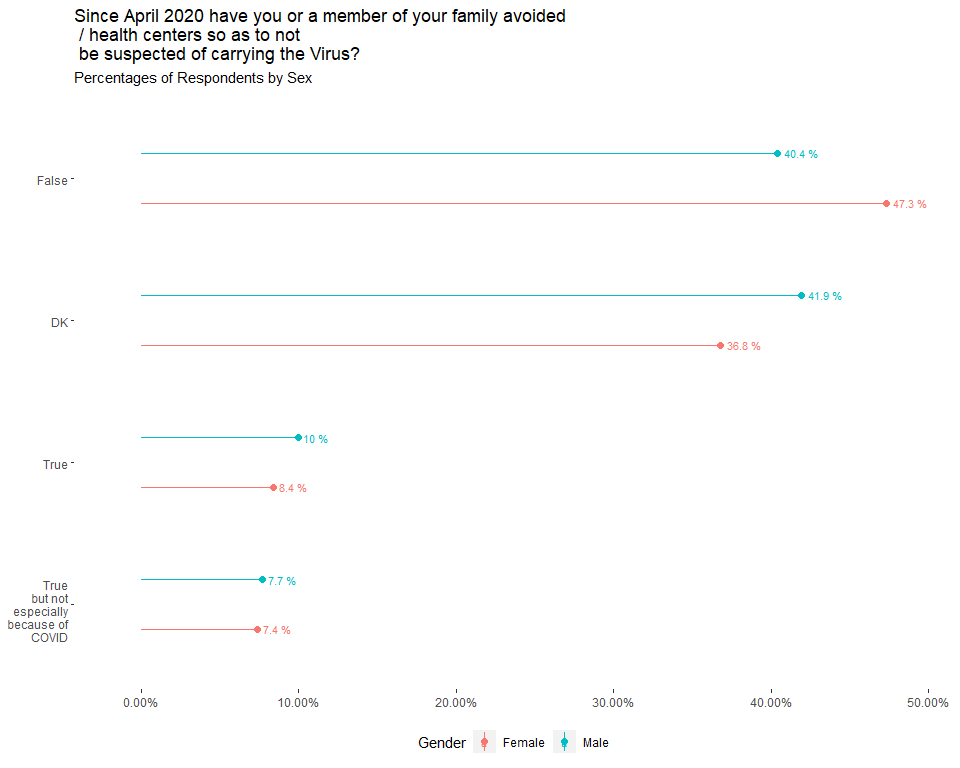 Since April 2020 have you or a member of your family avoided
/ health centers so as to not
be suspected of carrying the Virus?
Percentages of Respondents by Sex
False
40.4 %
47.3 %
DK
41.9 %
36.8 %
True
10 %
8.4 %
True
but not
especially
because of
COVID
7.7 %
7.4 %
0.00% 10.00% 20.00% 30.00% 40.00% 50.00%
Gender Female Male